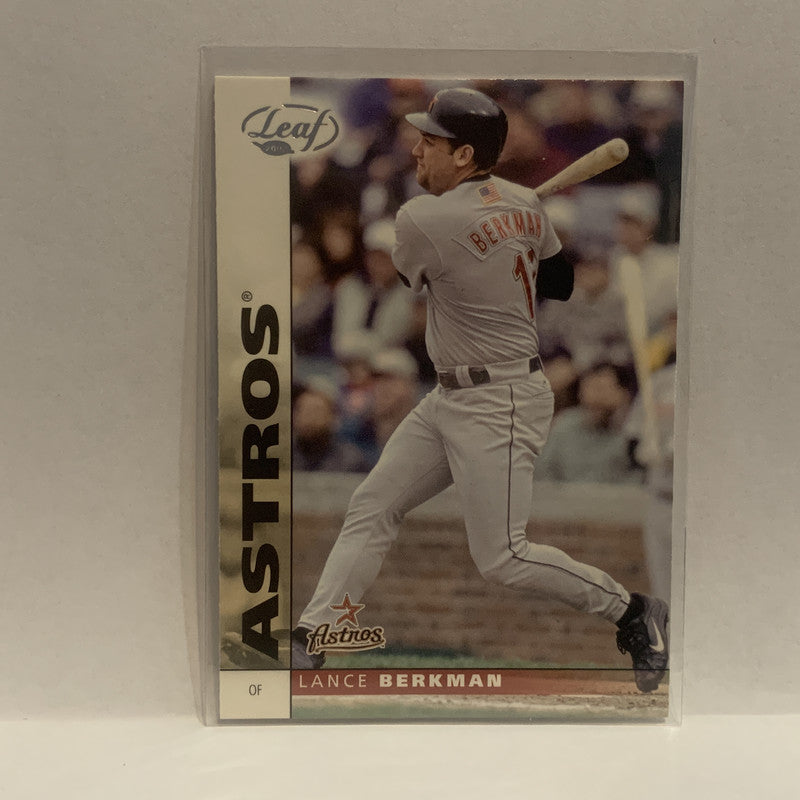 Leaf
ASTROS®
BERKMAN
Astros
OF
LANCE BERKMAN